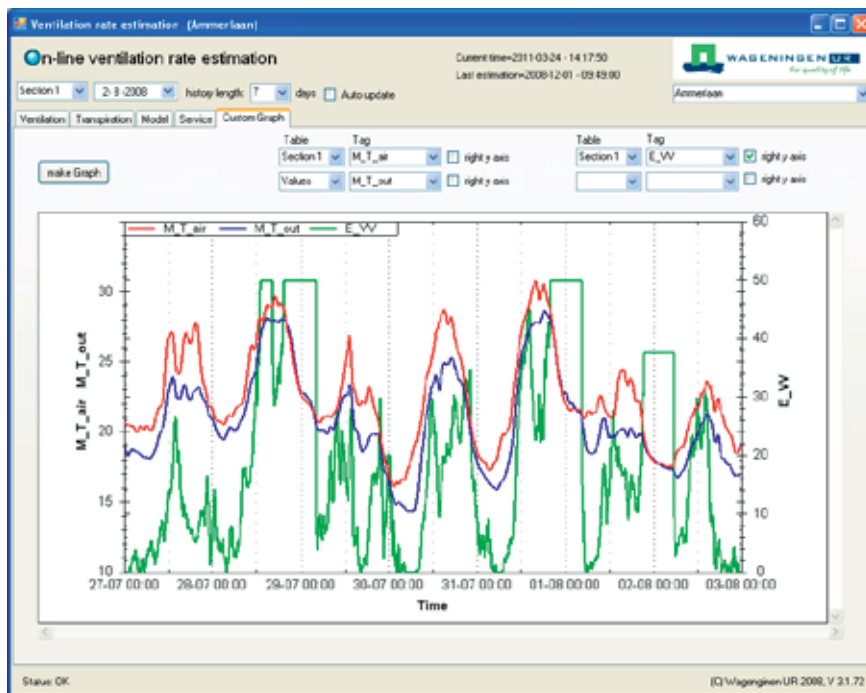 Ventilation rate estimation (Ammerlaan)
On-line ventilation rate estimation
Current time=2011-03-24 - 14:17:50
Last estimation=2008-12-01 - 09:49:00
WAGENINGEN UR
For quality of life
Section 1 2- 8 -2008 history length: 7 days Auto update
Ammerlaan
Ventilation Transpiration Model Service Custom Graph
Table Tag Table Tag
make Graph
Section 1 M_T_air right y axis Section 1 E_VV right y axis
Values M_T_out right y axis right y axis
M_T_air M_T_out E_VV
60
30 50
25 40
30
20 20
15 10
10 0
M_T_air M_T_out
E_VV
27-07 00:00 28-07 00:00 29-07 00:00 30-07 00:00 31-07 00:00 01-08 00:00 02-08 00:00 03-08 00:00
Time
Status: OK
(C) Wagenginen UR 2008, V 3.1.72